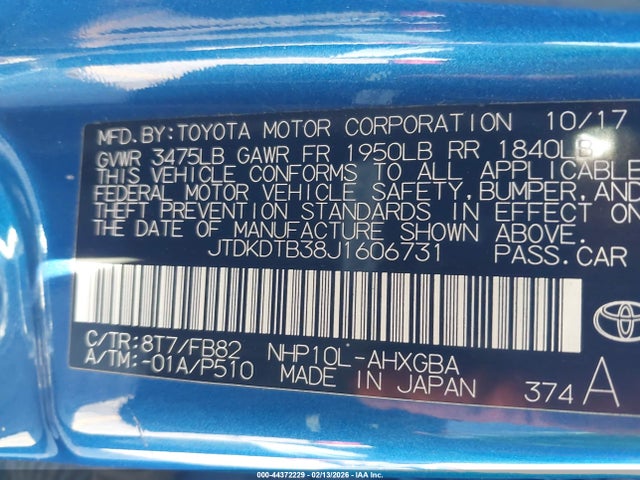 MFD.BY:TOYOTA MOTOR CORPORATION 10/17
GVWR 3475LB GAWR FR 1950LB RR 1840LB
THIS VEHICLE CONFORMS TO ALL APPLICABLE
FEDERAL MOTOR VEHICLE SAFETY,BUMPER,AND
THEFT PREVENTION STANDARDS IN EFFECT ON
THE DATE OF MANUFACTURE SHOWN ABOVE.
JTDKDTB38J1606731 PASS.CAR
C/TR:8T7/FB82 NHP10L-AHXGBA
A/TM:-01A/P510 MADE IN JAPAN 374 A
000-44372229 - 02/13/2026 - IAA Inc.